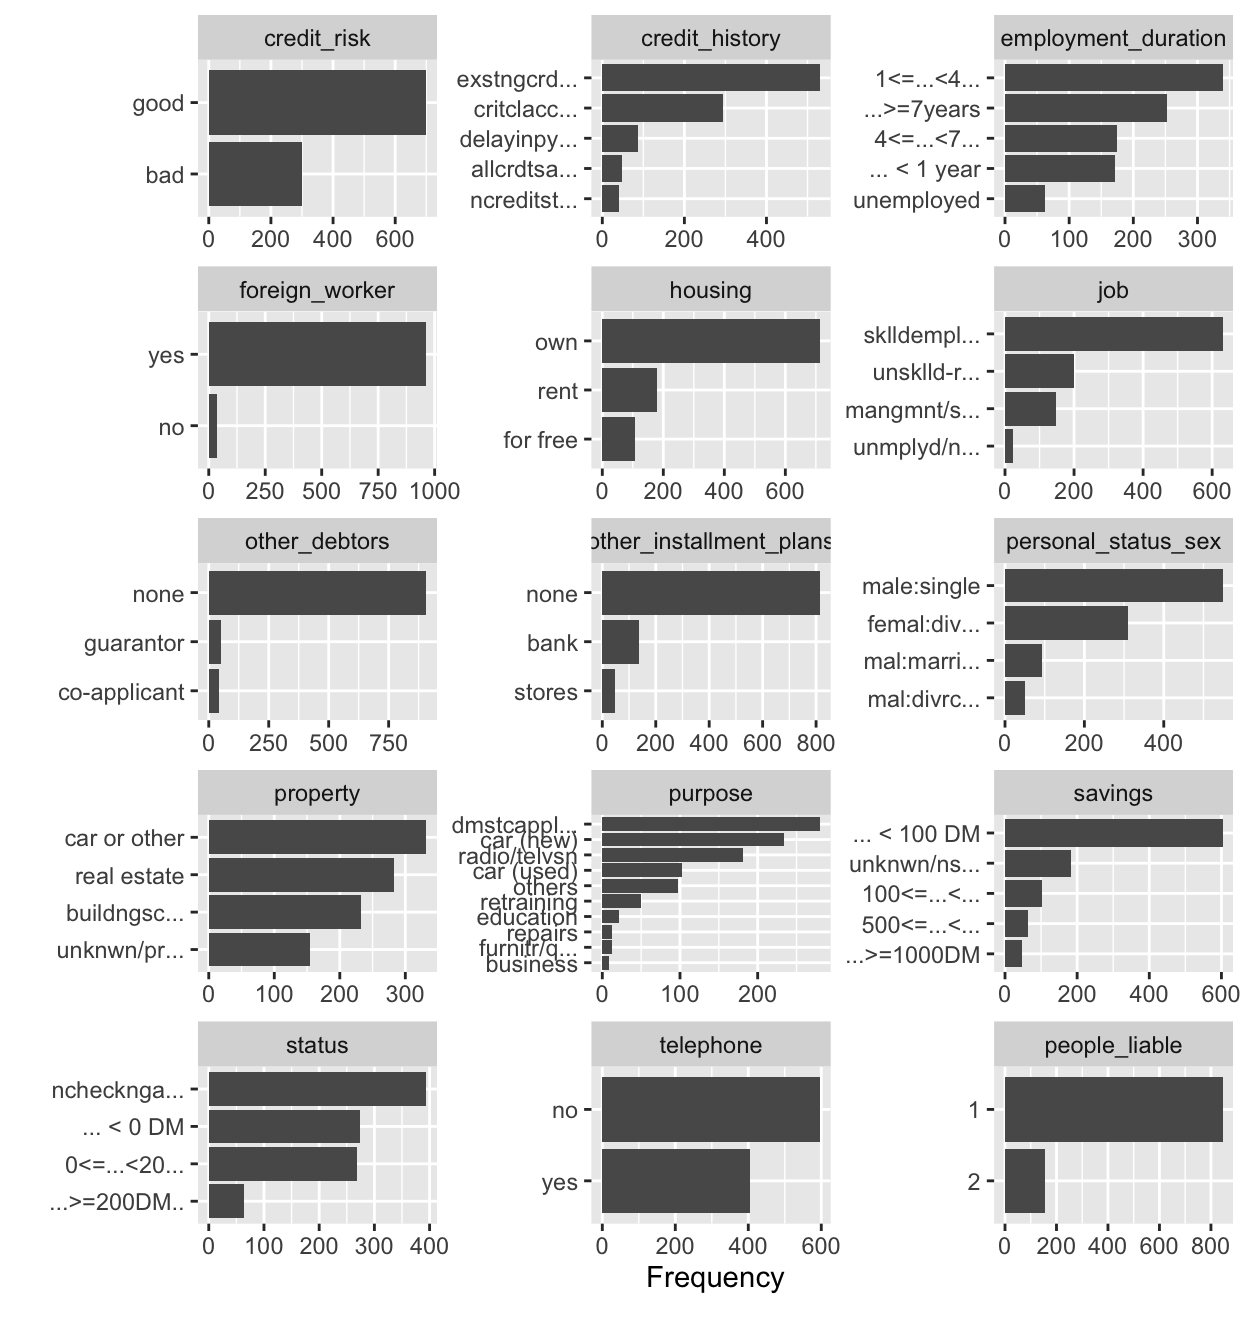 credit_risk
good
bad
0 200 400 600
credit_history
exstngcrd...
critclacc...
delayinpy...
allcrdtsa...
ncreditst...
0 200 400
employment_duration
1<=...<4...
...>=7years
4<=...<7...
... < 1 year
unemployed
0 100 200 300
foreign_worker
yes
no
0 250 500 750 1000
housing
own
rent
for free
0 200 400 600
job
sklldempl...
unsklld-r...
mangmnt/s...
unmplyd/n...
0 200 400 600
other_debtors
none
guarantor
co-applicant
0 250 500 750
other_installment_plans
none
bank
stores
0 200 400 600 800
personal_status_sex
male:single
femal:div...
mal:marri...
mal:divrc...
0 200 400
property
car or other
real estate
buildngsc...
unknwn/pr...
0 100 200 300
purpose
dmstcappl...
car (new)
radio/telvsn
car (used)
others
retraining
education
repairs
furnitr/q...
business
0 100 200
savings
... < 100 DM
unknwn/ns...
100<=...<...
500<=...<...
...>=1000DM
0 200 400 600
status
nchecknga...
... < 0 DM
0<=...<20...
...>=200DM..
0 100 200 300 400
telephone
no
yes
0 200 400 600
people_liable
1
2
0 200 400 600 800
Frequency